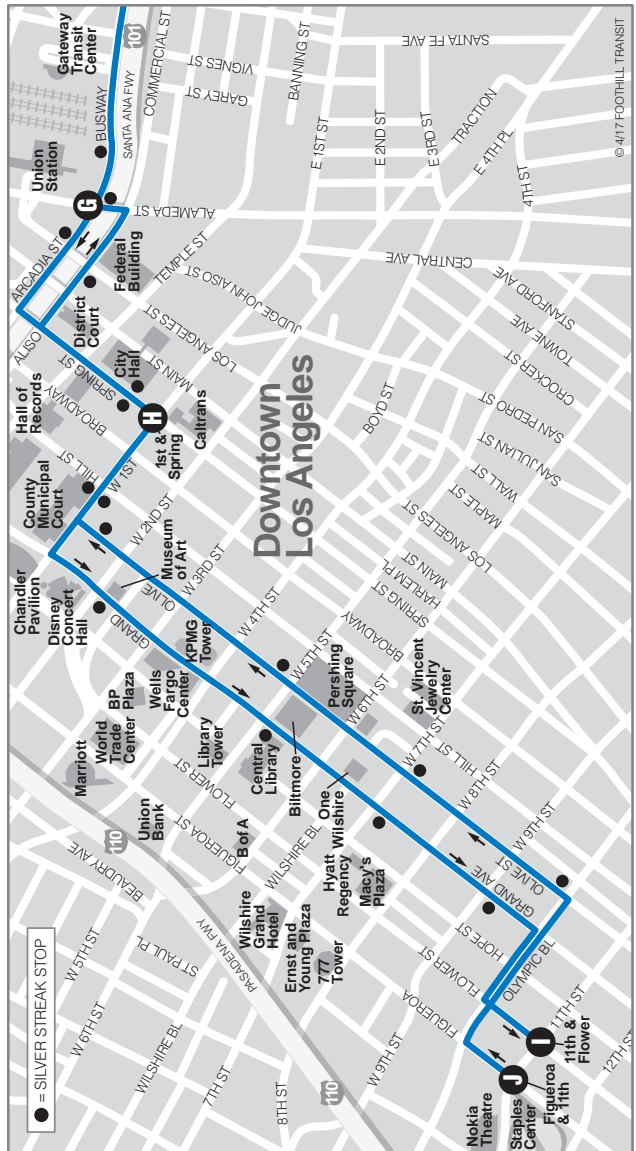 ● = SILVER STREAK STOP
Downtown
Los Angeles
Gateway
Transit
Center
101
Union
Station
BUSWAY
SANTA ANA FWY
COMMERCIAL ST
VIGNES ST
GAREY ST
BANNING ST
SANTA FE AVE
E 1ST ST
E 2ND ST
E 3RD ST
TRACTION
E 4TH PL
4TH ST
© 4/17 FOOTHILL TRANSIT
G
ARCADIA ST
ALAMEDA ST
Federal
Building
TEMPLE ST
JUDGE JOHN AISO ST
CENTRAL AVE
STANFORD AVE
TOWNE AVE
CROCKER ST
SAN PEDRO ST
SAN JULIAN ST
WALL ST
MAPLE ST
LOS ANGELES ST
ALISO
District
Court
LOS ANGELES ST
MAIN ST
City
Hall
SPRING ST
BROADWAY
Hall of
Records
H
1st &
Spring
Caltrans
BOYD ST
HILL ST
W 1ST
County
Municipal
Court
W 2ND ST
Museum
of Art
OLIVE
W 3RD ST
Chandler
Pavilion
Disney
Concert
Hall
GRAND
W 4TH ST
KPMG
Tower
Wells
Fargo
Center
BP
Plaza
World
Trade
Center
Marriott
Library
Tower
W 5TH ST
Pershing
Square
BROADWAY
SPRING ST
HARLEM PL
MAIN ST
Central
Library
Biltmore
W 6TH ST
St. Vincent
Jewelry
Center
FLOWER ST
Union
Bank
110
FIGUEROA ST
B of A
WILSHIRE BL
One
Wilshire
W 7TH ST
HILL ST
W 8TH ST
Hyatt
Regency
Macy's
Plaza
BEAUDRY AVE
W 5TH ST
ST PAUL PL
W 6TH ST
WILSHIRE BL
7TH ST
8TH ST
PASADENA FWY
Wilshire
Grand
Hotel
Ernst and
Young Plaza
777
Tower
110
W 9TH ST
W 9TH ST
OLIVE ST
GRAND AVE
HOPE ST
FLOWER ST
FIGUEROA
OLYMPIC BL
11TH ST
12TH ST
I
11th &
Flower
J
Figueroa
& 11th
Staples
Center
Nokia
Theatre